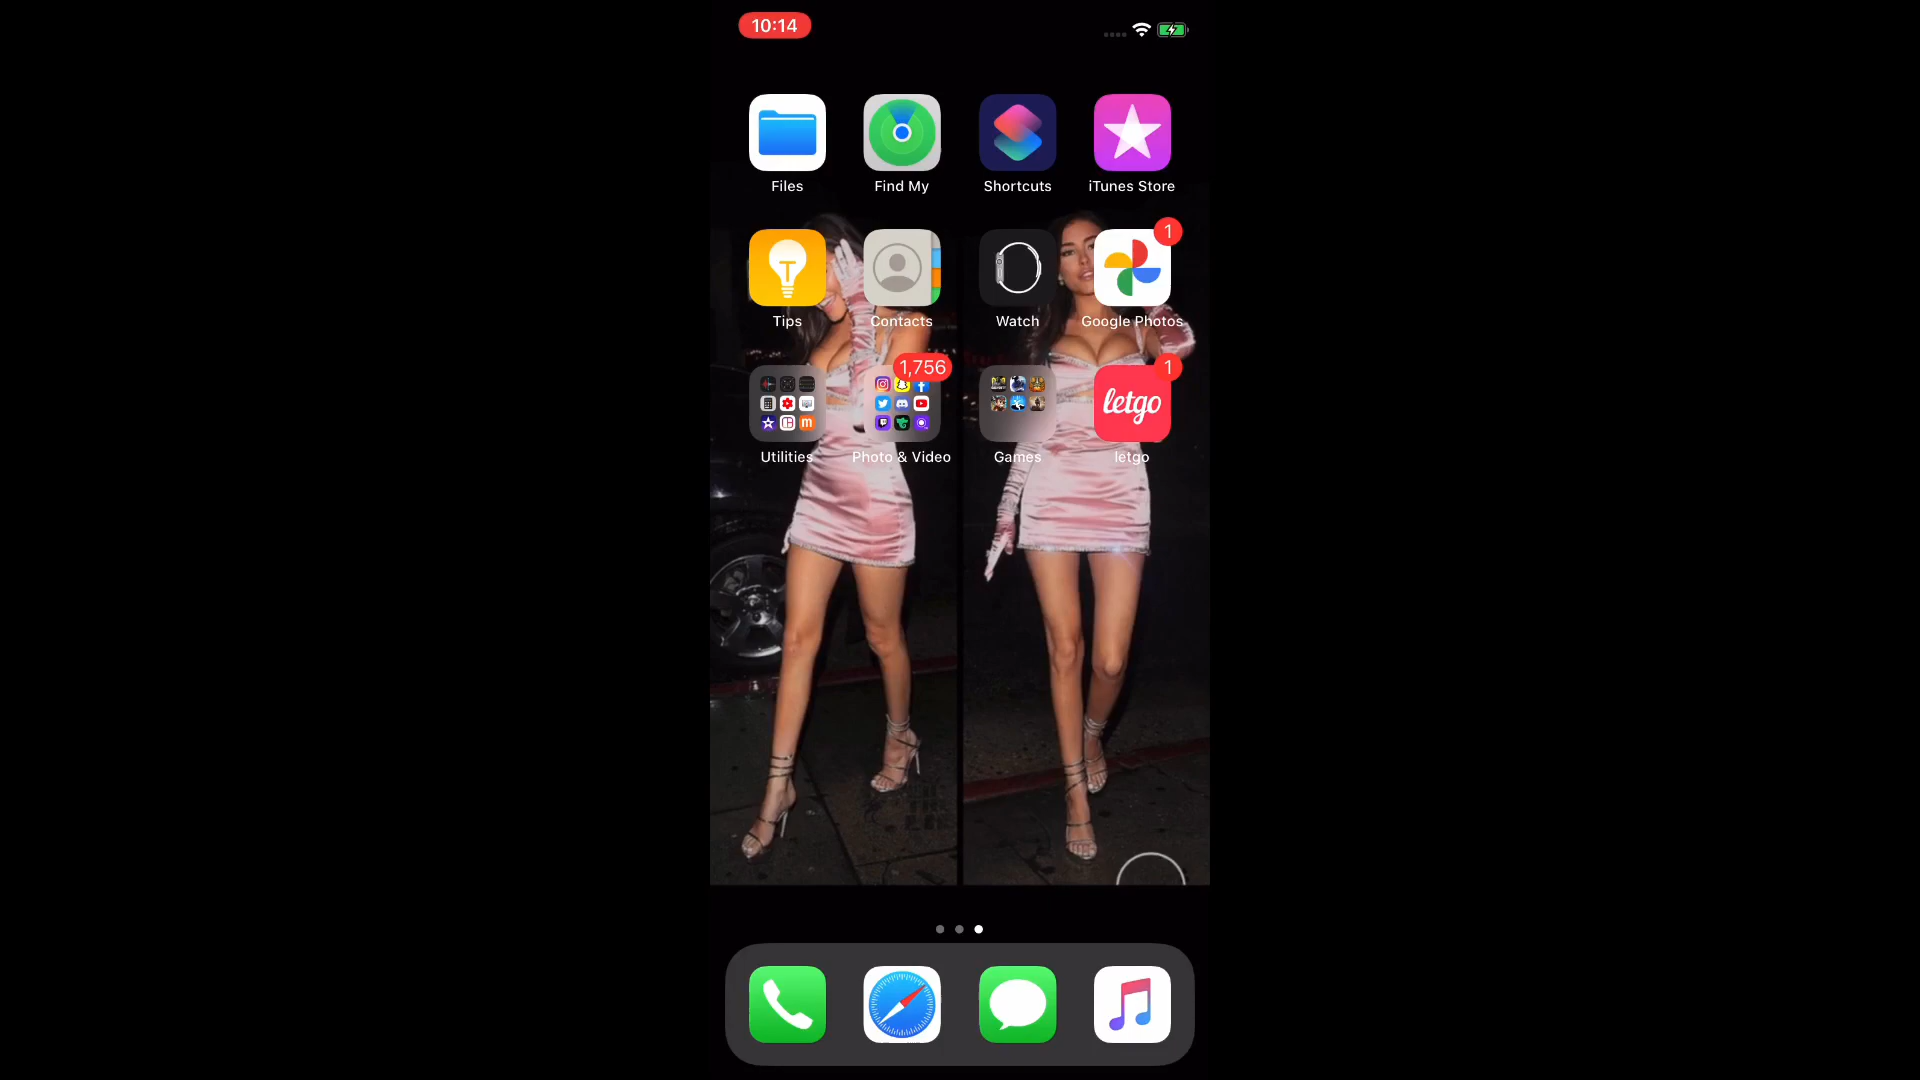 10:14
Files
Find My
Shortcuts
iTunes Store
1
Tips
Contacts
Watch
Google Photos
1,756
1
m
letgo
Utilities
Photo & Video
Games
letgo